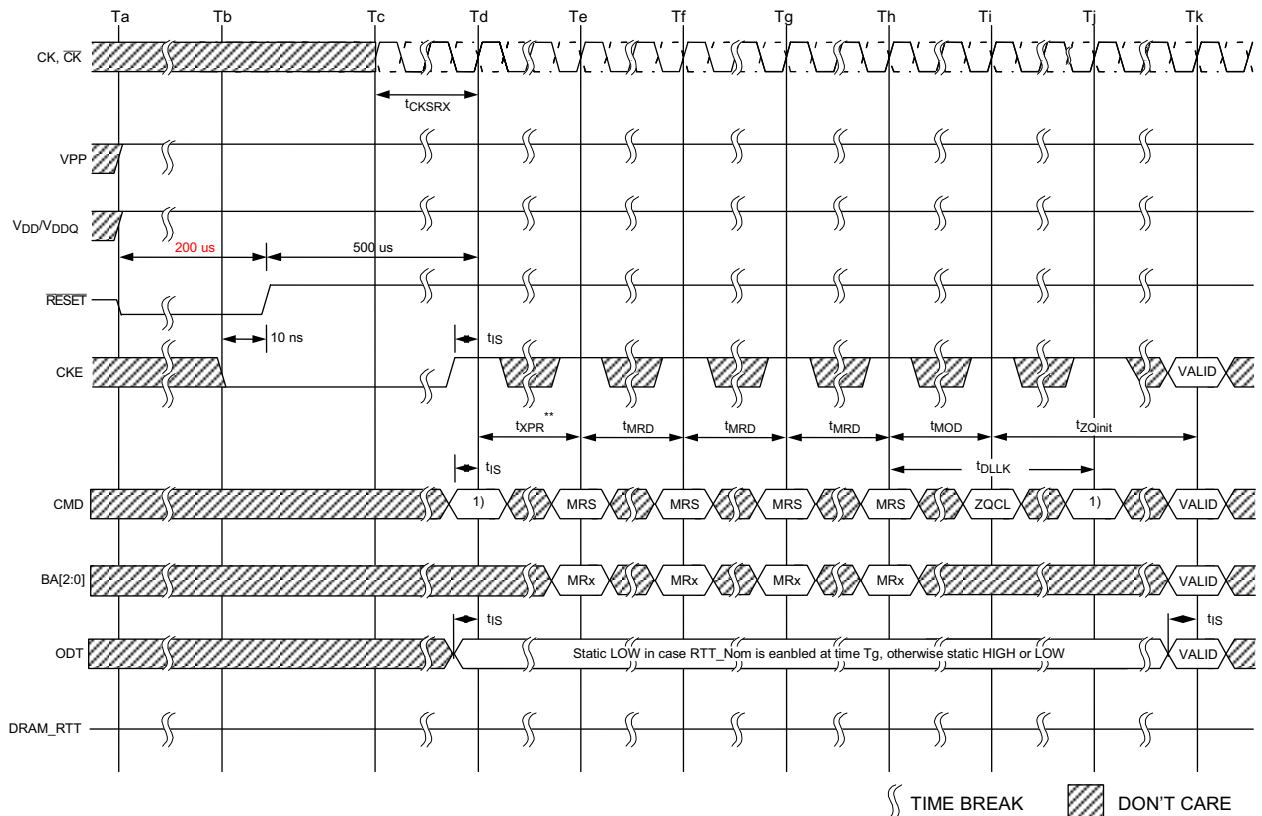 Ta Tb Tc Td Te Tf Tg Th Ti Tj Tk
CK, CK
tCKSRX
VPP
VDD/VDDQ
200 us 500 us
RESET
10 ns tIS
CKE VALID
tXPR** tMRD tMRD tMRD tMOD tZQinit
tIS tDLLK
CMD 1) MRS MRS MRS MRS ZQCL 1) VALID
BA[2:0] MRx MRx MRx MRx VALID
tIS tIS
ODT Static LOW in case RTT_Nom is eanbled at time Tg, otherwise static HIGH or LOW VALID
DRAM_RTT
TIME BREAK DON'T CARE